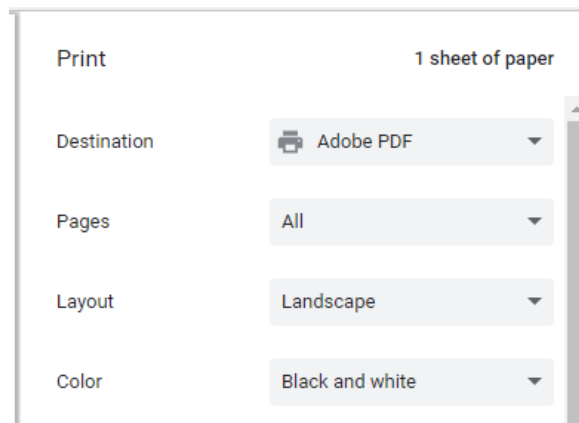 Print 1 sheet of paper
Destination Adobe PDF
Pages All
Layout Landscape
Color Black and white